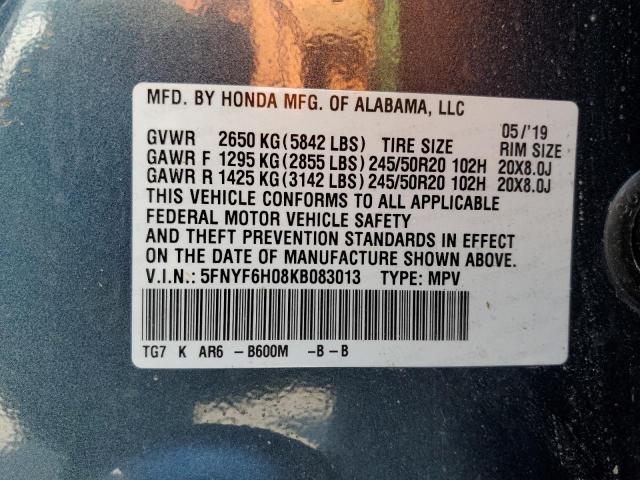 MFD. BY HONDA MFG. OF ALABAMA, LLC 05/'19
GVWR 2650 KG(5842 LBS) TIRE SIZE RIM SIZE
GAWR F 1295 KG(2855 LBS) 245/50R20 102H 20X8.0J
GAWR R 1425 KG(3142 LBS) 245/50R20 102H 20X8.0J
THIS VEHICLE CONFORMS TO ALL APPLICABLE
FEDERAL MOTOR VEHICLE SAFETY
AND THEFT PREVENTION STANDARDS IN EFFECT
ON THE DATE OF MANUFACTURE SHOWN ABOVE.
V.I.N.: 5FNYF6H08KB083013 TYPE: MPV
TG7 K AR6 -B600M -B-B